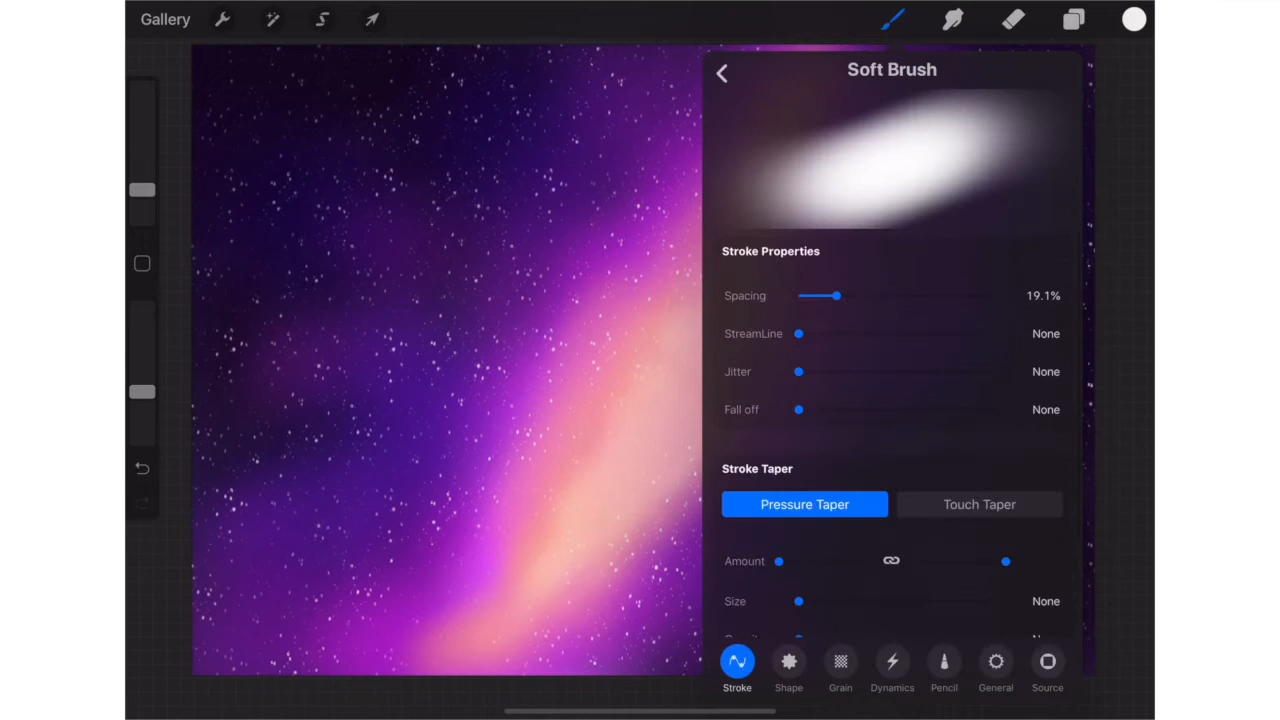 Gallery
Soft Brush
Stroke Properties
Spacing 19.1%
StreamLine None
Jitter None
Fall off None
Stroke Taper
Pressure Taper Touch Taper
Amount
Size None
Stroke Shape Grain Dynamics Pencil General Source